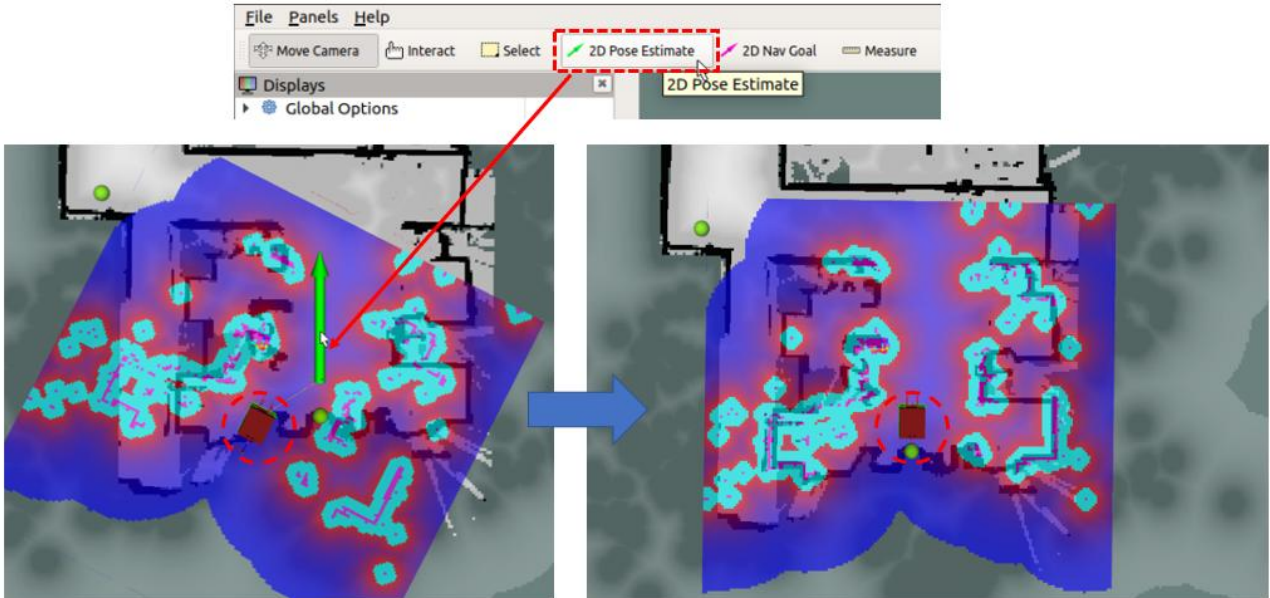 File Panels Help
Move Camera Interact Select 2D Pose Estimate 2D Nav Goal Measure
Displays
2D Pose Estimate
Global Options